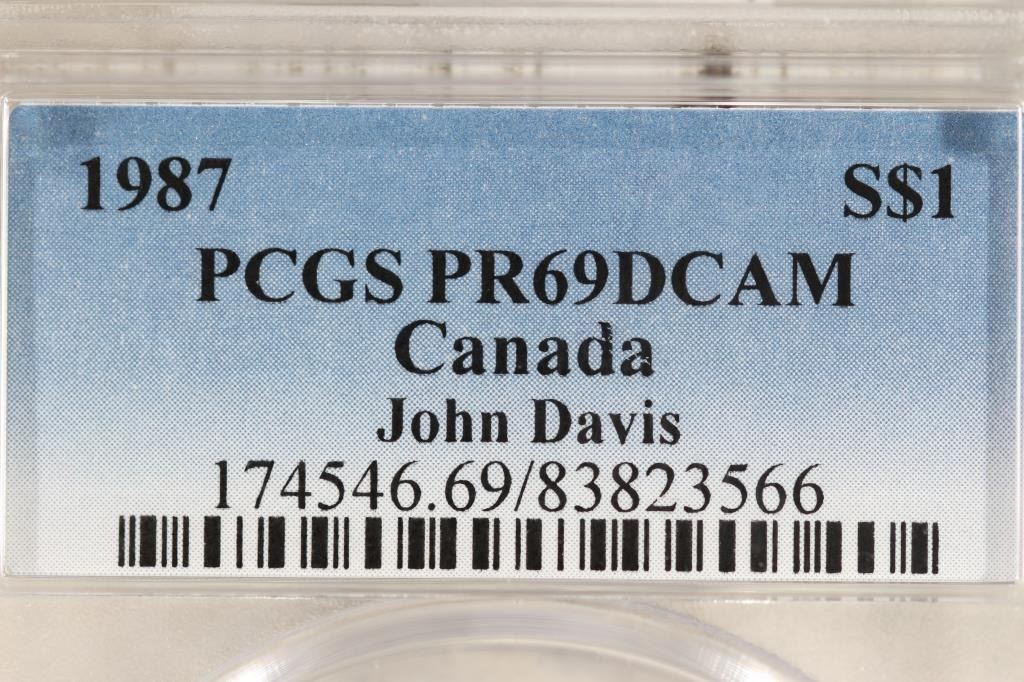 1987 S$1
PCGS PR69DCAM
Canada
John Davis
174546.69/83823566